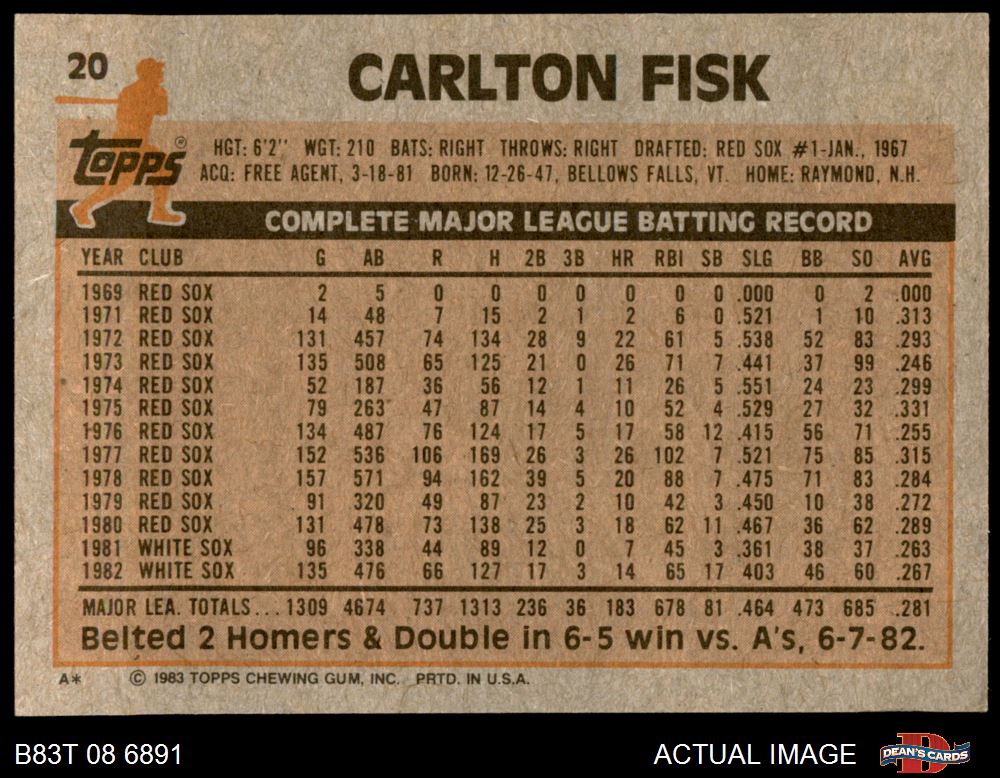 20
CARLTON FISK
topps®
HGT: 6'2" WGT: 210 BATS: RIGHT THROWS: RIGHT DRAFTED: RED SOX #1-JAN., 1967
ACQ: FREE AGENT, 3-18-81 BORN: 12-26-47, BELLOWS FALLS, VT. HOME: RAYMOND, N.H.
COMPLETE MAJOR LEAGUE BATTING RECORD
YEAR CLUB G AB R H 2B 3B HR RBI SB SLG BB SO AVG
1969 RED SOX 2 5 0 0 0 0 0 0 0 .000 0 2 .000
1971 RED SOX 14 48 7 15 2 1 2 6 0 .521 1 10 .313
1972 RED SOX 131 457 74 134 28 9 22 61 5 .538 52 83 .293
1973 RED SOX 135 508 65 125 21 0 26 71 7 .441 37 99 .246
1974 RED SOX 52 187 36 56 12 1 11 26 5 .551 24 23 .299
1975 RED SOX 79 263 47 87 14 4 10 52 4 .529 27 32 .331
1976 RED SOX 134 487 76 124 17 5 17 58 12 .415 56 71 .255
1977 RED SOX 152 536 106 169 26 3 26 102 7 .521 75 85 .315
1978 RED SOX 157 571 94 162 39 5 20 88 7 .475 71 83 .284
1979 RED SOX 91 320 49 87 23 2 10 42 3 .450 10 38 .272
1980 RED SOX 131 478 73 138 25 3 18 62 11 .467 36 62 .289
1981 WHITE SOX 96 338 44 89 12 0 7 45 3 .361 38 37 .263
1982 WHITE SOX 135 476 66 127 17 3 14 65 17 .403 46 60 .267
MAJOR LEA. TOTALS... 1309 4674 737 1313 236 36 183 678 81 .464 473 685 .281
Belted 2 Homers & Double in 6-5 win vs. A's, 6-7-82.
A* © 1983 TOPPS CHEWING GUM, INC. PRTD. IN U.S.A.
B83T 08 6891 ACTUAL IMAGE DEAN'S CARDS